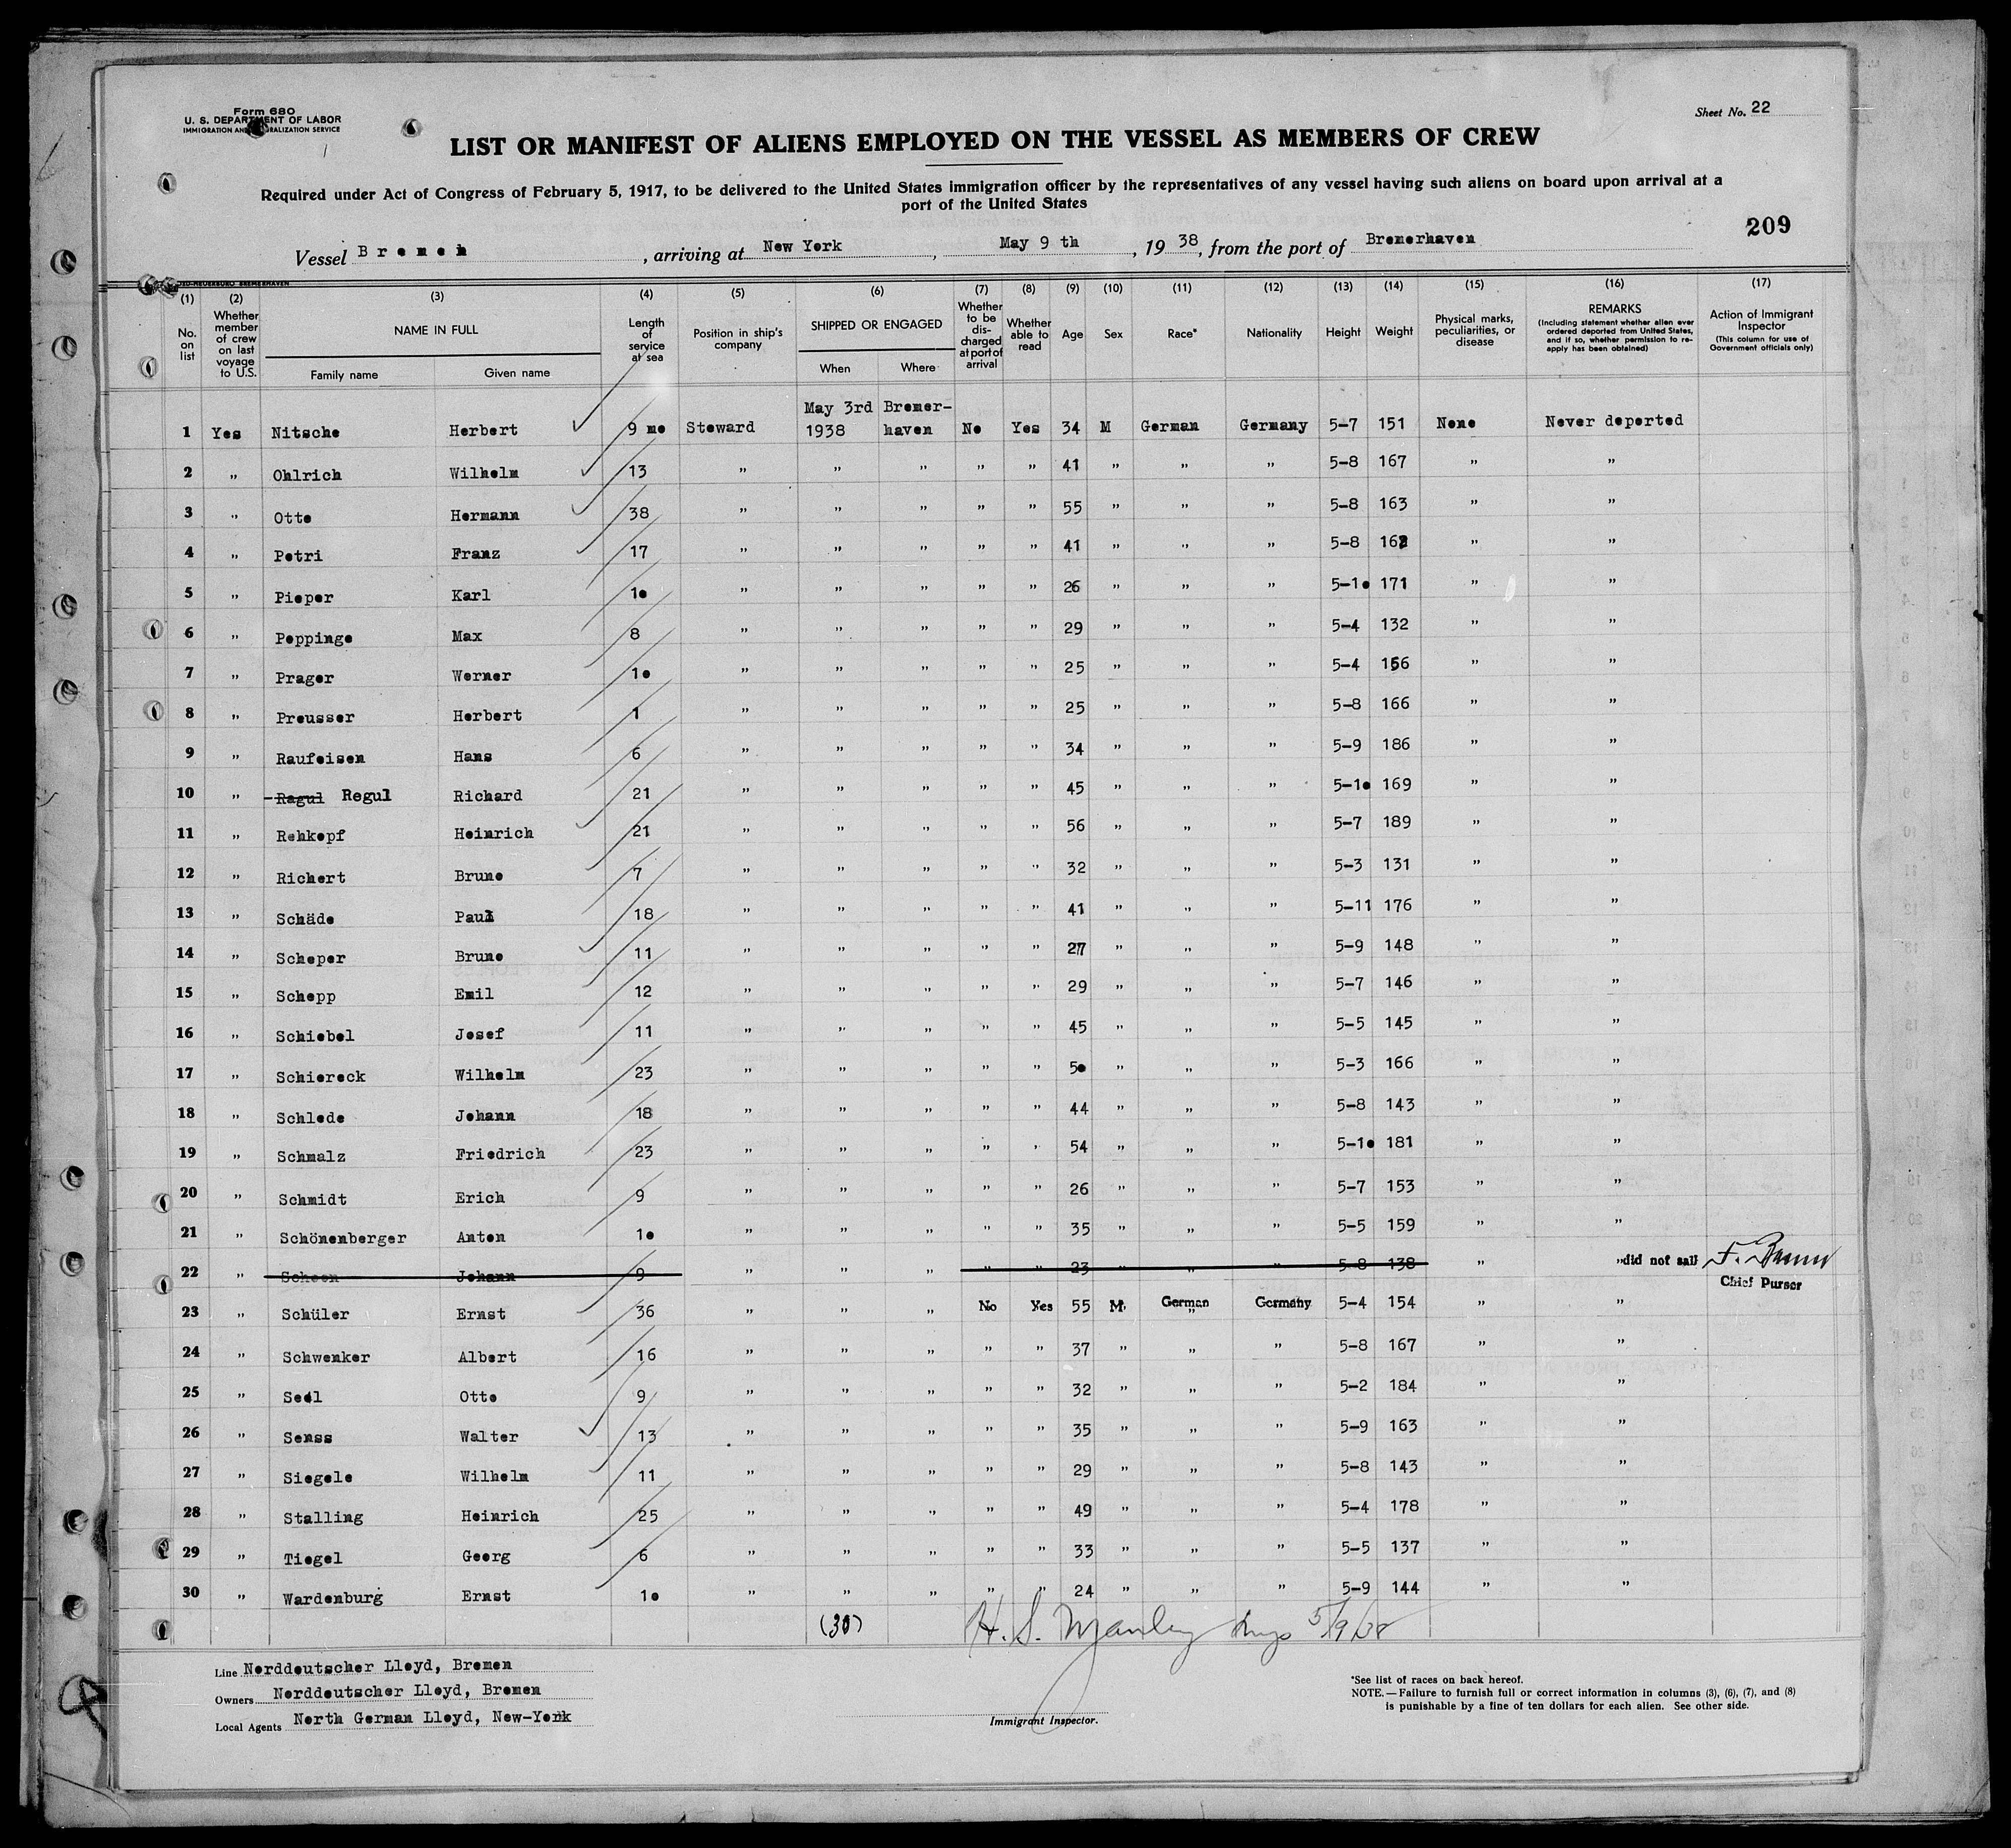 Form 680
U. S. DEPARTMENT OF LABOR
IMMIGRATION AND NATURALIZATION SERVICE
Sheet No. 22
LIST OR MANIFEST OF ALIENS EMPLOYED ON THE VESSEL AS MEMBERS OF CREW
Required under Act of Congress of February 5, 1917, to be delivered to the United States immigration officer by the representatives of any vessel having such aliens on board upon arrival at a
port of the United States
209
Vessel Bremen, arriving at New York, May 9 th, 1938, from the port of Bremerhaven
(1) (2) (3) (4) (5) (6) (7) (8) (9) (10) (11) (12) (13) (14) (15) (16) (17)
No. on list | Whether member of crew on last voyage to U.S. | NAME IN FULL | Length of service at sea | Position in ship's company | SHIPPED OR ENGAGED | Whether to be discharged at port of arrival | Whether able to read | Age | Sex | Race* | Nationality | Height | Weight | Physical marks, peculiarities, or disease | REMARKS (Including statement whether alien ever ordered deported from United States, and if so, whether permission to reapply has been obtained) | Action of Immigrant Inspector (This column for use of Government officials only)
Family name | Given name | When | Where
1 Yes Nitsche Herbert 9 mo Steward May 3rd 1938 Bremer-haven No Yes 34 M German Germany 5-7 151 None Never deported
2 " Ohlrich Wilhelm 13 " " " " " 41 " " " 5-8 167 " "
3 " Otto Hermann 38 " " " " " 55 " " " 5-8 163 " "
4 " Petri Franz 17 " " " " " 41 " " " 5-8 162 " "
5 " Pieper Karl 10 " " " " " 26 " " " 5-10 171 " "
6 " Poppinge Max 8 " " " " " 29 " " " 5-4 132 " "
7 " Prager Werner 10 " " " " " 25 " " " 5-4 156 " "
8 " Preusser Herbert 1 " " " " " 25 " " " 5-8 166 " "
9 " Raufeisen Hans 6 " " " " " 34 " " " 5-9 186 " "
10 " Ragul Regul Richard 21 " " " " " 45 " " " 5-10 169 " "
11 " Rehkopf Heinrich 21 " " " " " 56 " " " 5-7 189 " "
12 " Richert Bruno 7 " " " " " 32 " " " 5-3 131 " "
13 " Schäde Paul 18 " " " " " 41 " " " 5-11 176 " "
14 " Scheper Bruno 11 " " " " " 27 " " " 5-9 148 " "
15 " Schepp Emil 12 " " " " " 29 " " " 5-7 146 " "
16 " Schiebel Josef 11 " " " " " 45 " " " 5-5 145 " "
17 " Schiereck Wilhelm 23 " " " " " 50 " " " 5-3 166 " "
18 " Schlede Johann 18 " " " " " 44 " " " 5-8 143 " "
19 " Schmalz Friedrich 23 " " " " " 54 " " " 5-10 181 " "
20 " Schmidt Erich 9 " " " " " 26 " " " 5-7 153 " "
21 " Schönenberger Anton 10 " " " " " 35 " " " 5-5 159 " "
22 " Johann 9 " " " " " 23 " " " 5-8 138 " " did not sail F.
Chief Purser
23 " Schüler Ernst 36 " " " No Yes 55 M. German " Germany 5-4 154 " "
24 " Schwenker Albert 16 " " " " " 37 " " " 5-8 167 " "
25 " Otto 9 " " " " " 32 " " " 5-2 184 " "
26 " Senss Walter 13 " " " " " 35 " " " 5-9 163 " "
27 " Siegele Wilhelm 11 " " " " " 29 " " " 5-8 143 " "
28 " Stalling Heinrich 25 " " " " " 49 " " " 5-4 178 " "
29 " Tiegel Georg 6 " " " " " 33 " " " 5-5 137 " "
30 " Wardenburg Ernst 10 " " " " " 24 " " " 5-9 144 " "
(30) H. S. Manley 5/9/38
Line Norddeutscher Lloyd, Bremen
Owners Norddeutscher Lloyd, Bremen
Local Agents North German Lloyd, New-York
Immigrant Inspector.
*See list of races on back hereof.
NOTE.—Failure to furnish full or correct information in columns (3), (6), (7), and (8)
is punishable by a fine of ten dollars for each alien. See other side.